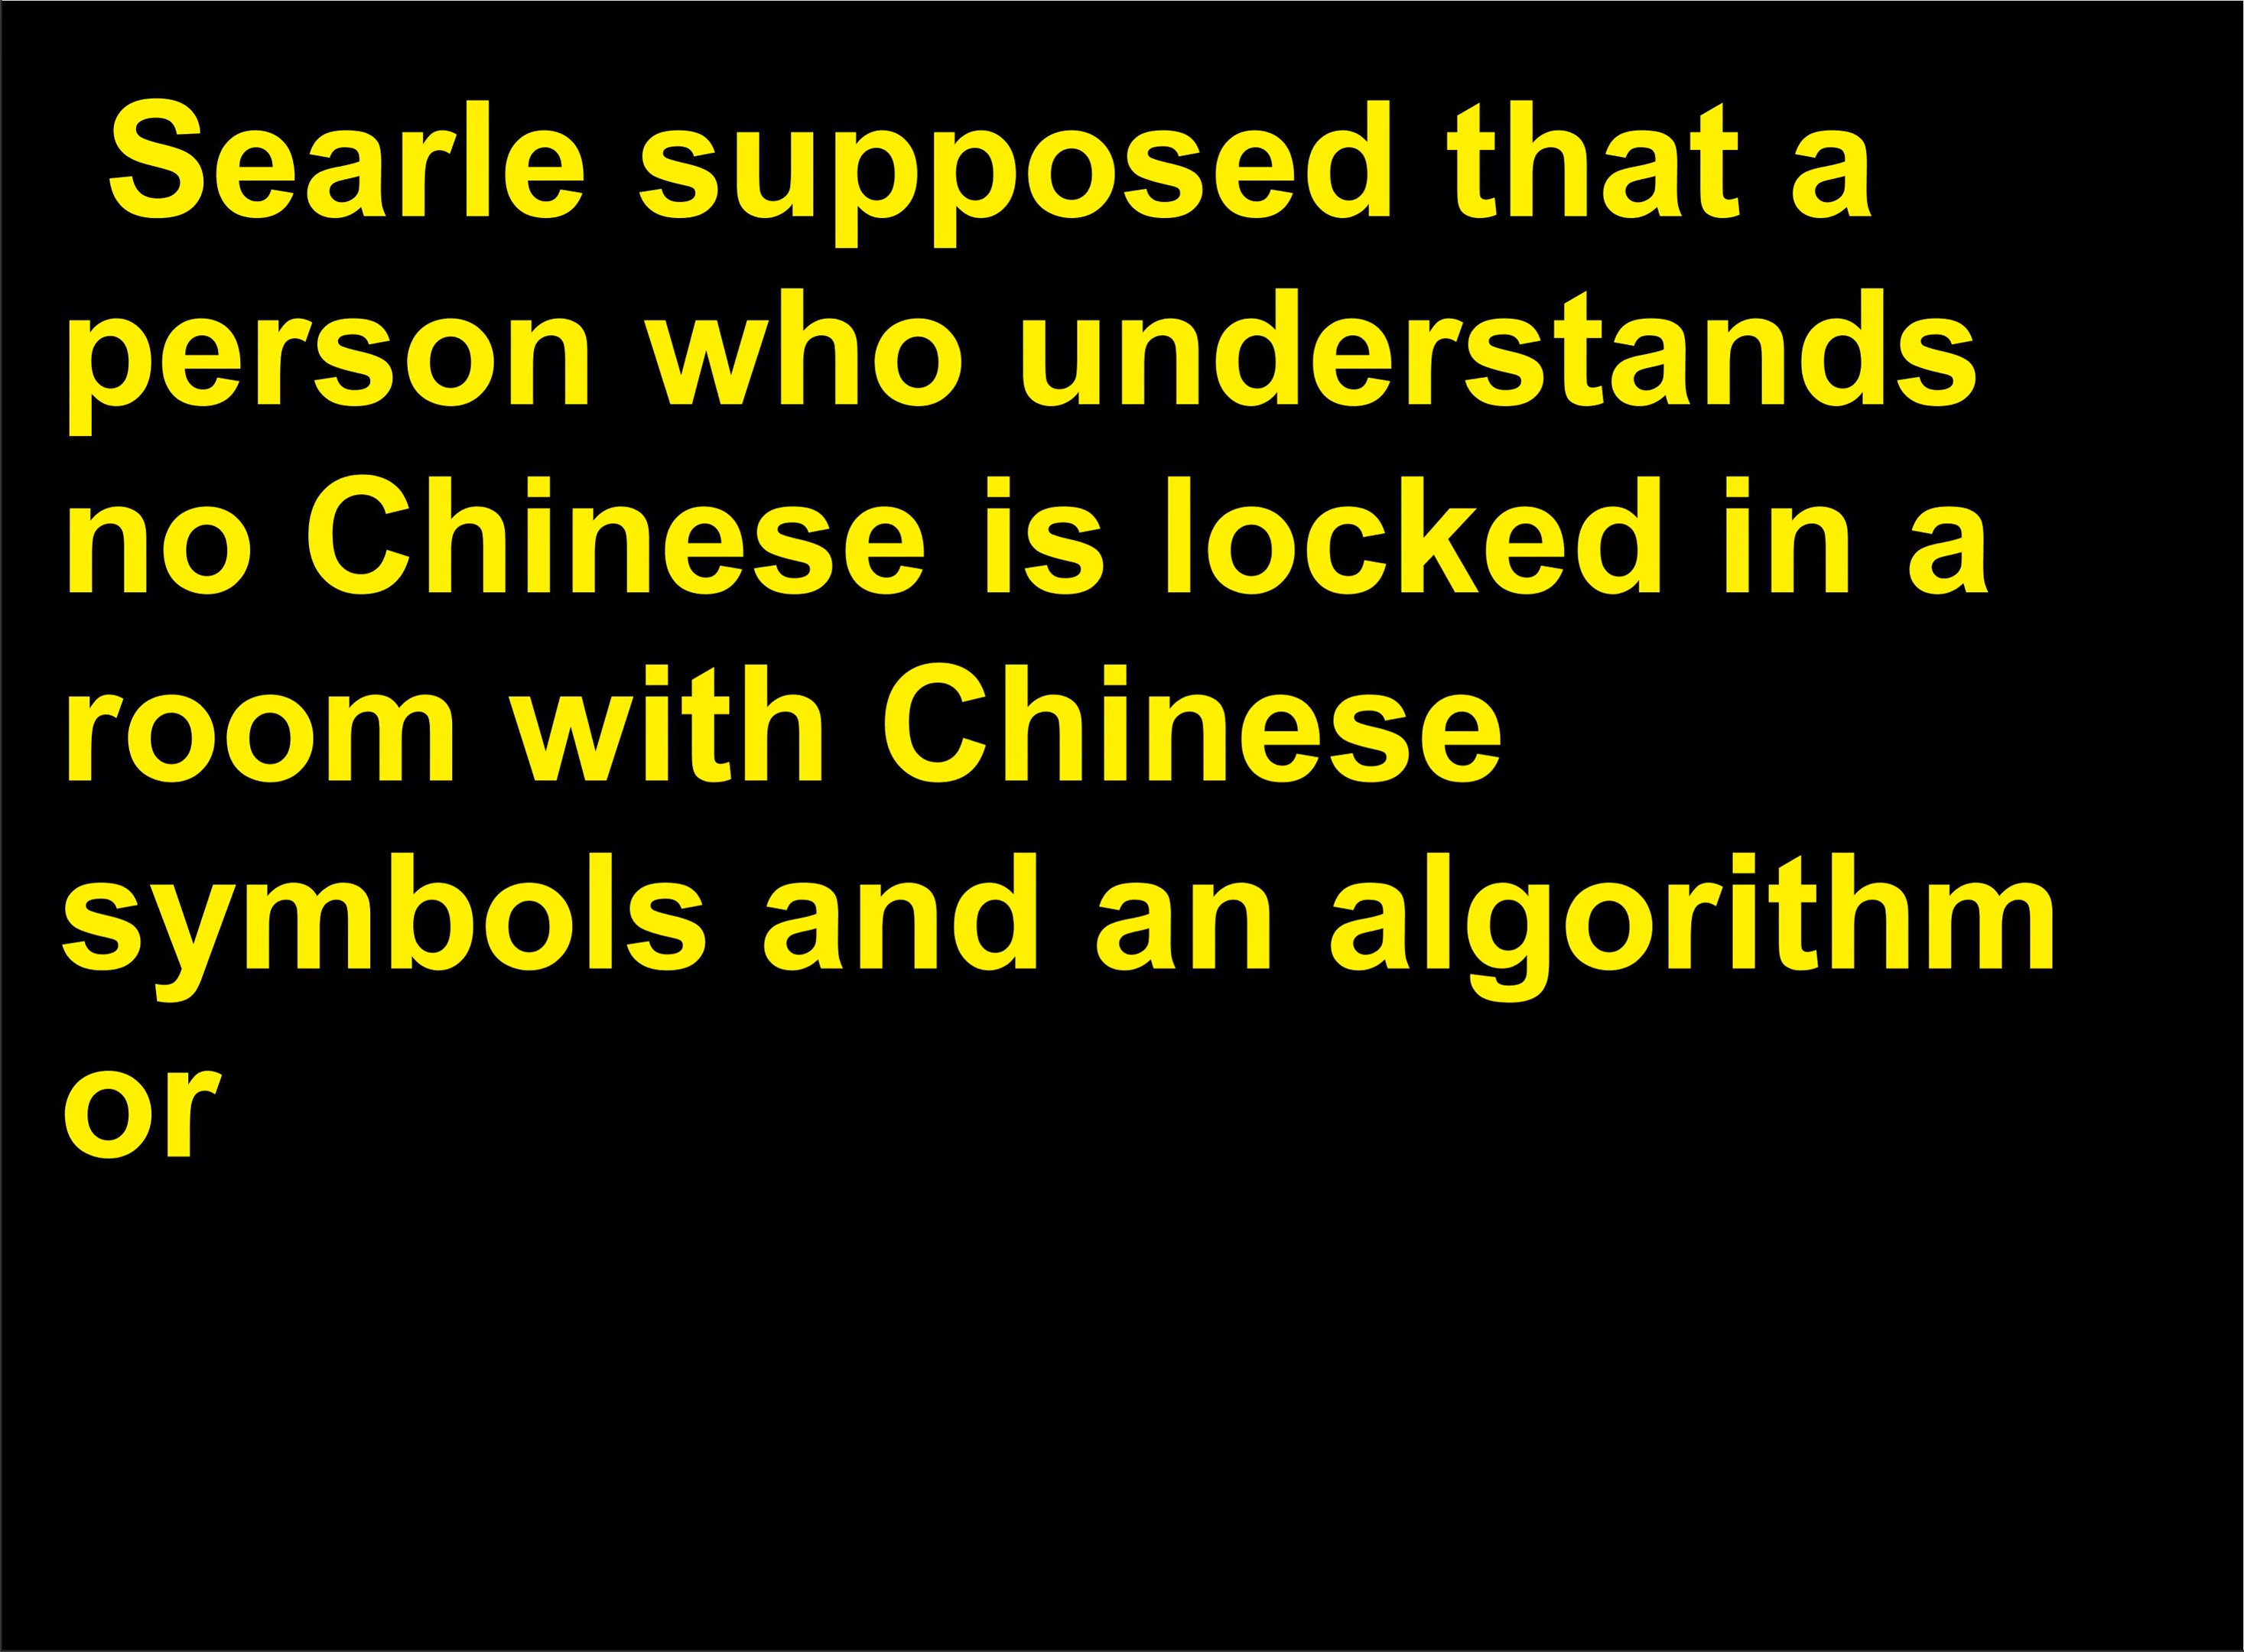 Searle supposed that a
person who understands
no Chinese is locked in a
room with Chinese
symbols and an algorithm
or